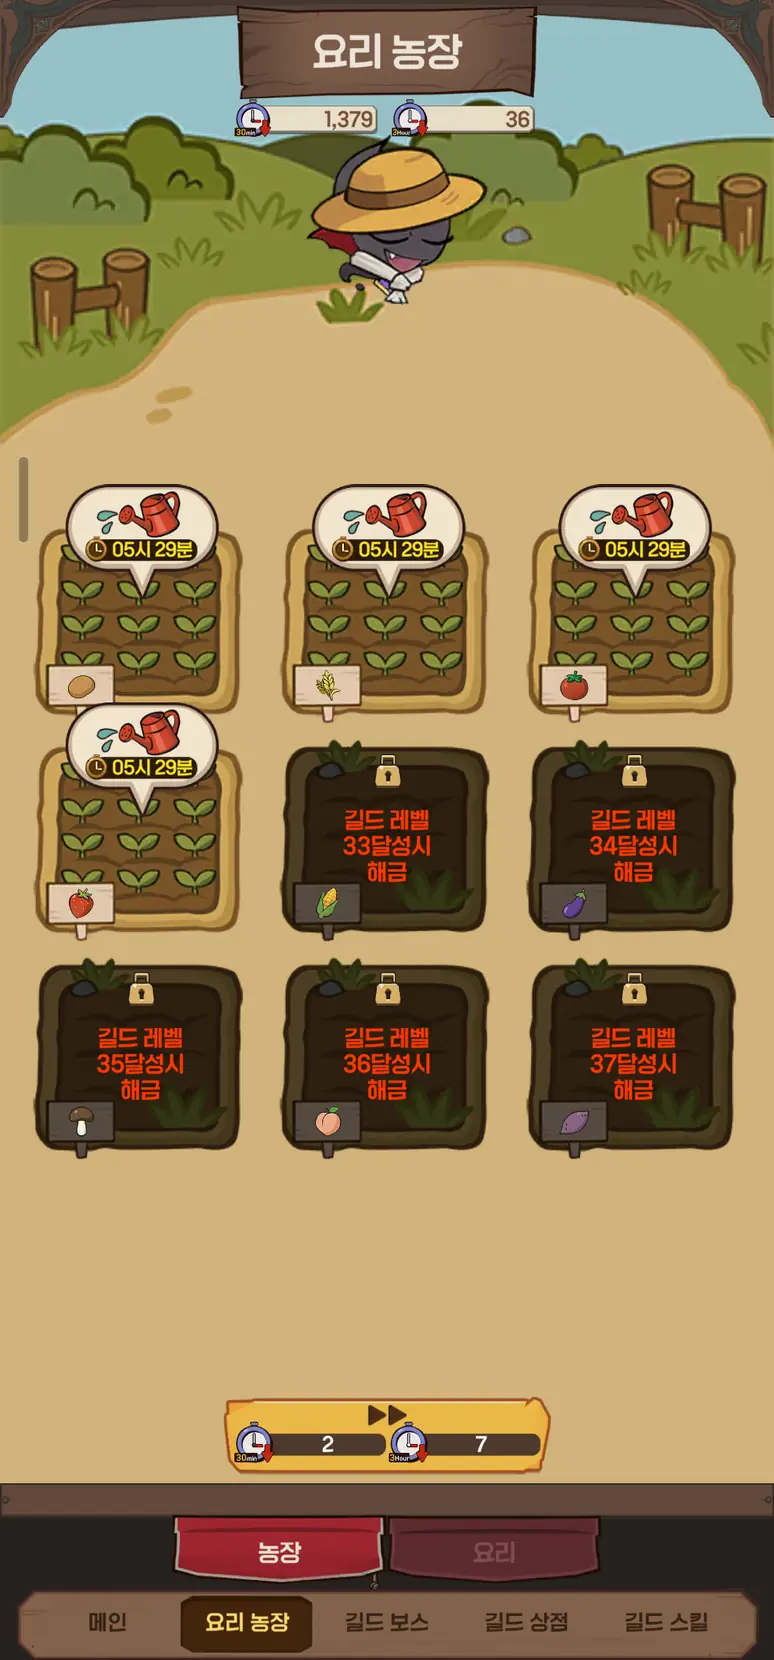 요리 농장
30min 1,379
3Hour 36
05시 29분
05시 29분
05시 29분
05시 29분
길드 레벨
33달성시
해금
길드 레벨
34달성시
해금
길드 레벨
35달성시
해금
길드 레벨
36달성시
해금
길드 레벨
37달성시
해금
30min 2
3Hour 7
농장
요리
메인
요리 농장
길드 보스
길드 상점
길드 스킬